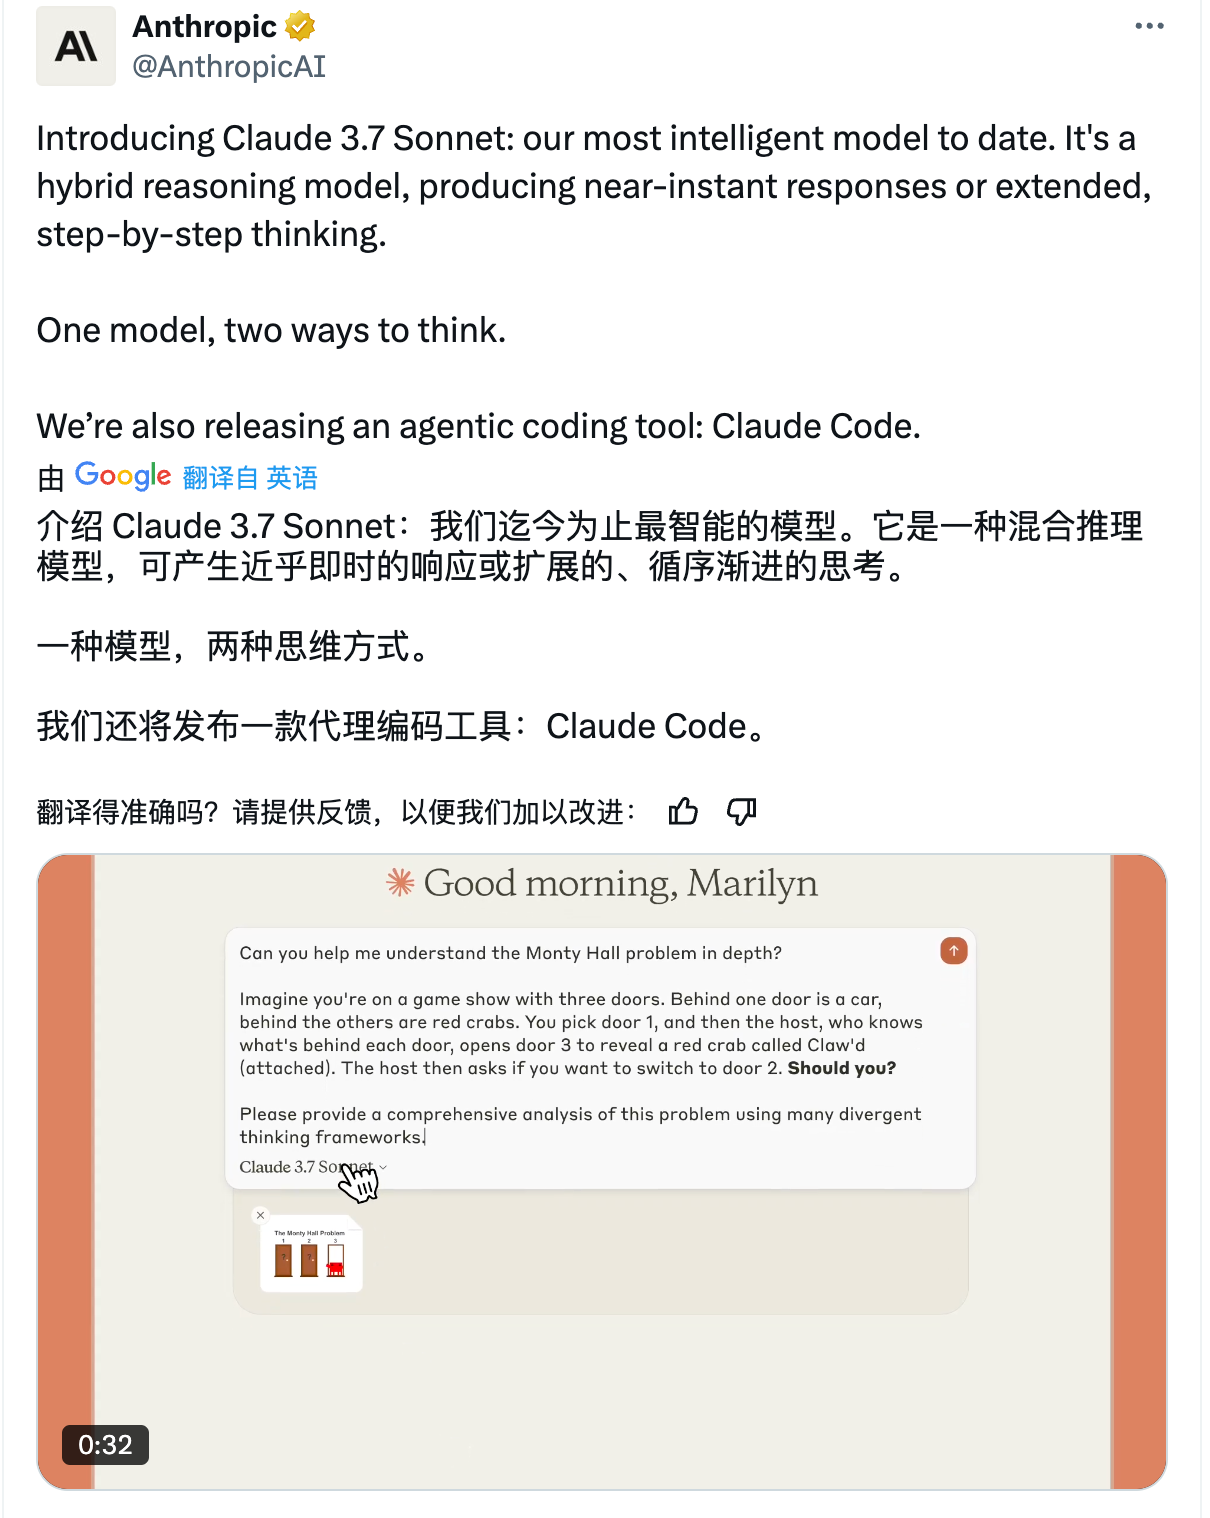 Anthropic
@AnthropicAI
Introducing Claude 3.7 Sonnet: our most intelligent model to date. It's a
hybrid reasoning model, producing near-instant responses or extended,
step-by-step thinking.
One model, two ways to think.
We’re also releasing an agentic coding tool: Claude Code.
由 Google 翻译自 英语
介绍 Claude 3.7 Sonnet：我们迄今为止最智能的模型。它是一种混合推理
模型，可产生近乎即时的响应或扩展的、循序渐进的思考。
一种模型，两种思维方式。
我们还将发布一款代理编码工具：Claude Code。
翻译得准确吗？请提供反馈，以便我们加以改进：
Good morning, Marilyn
Can you help me understand the Monty Hall problem in depth?
Imagine you're on a game show with three doors. Behind one door is a car,
behind the others are red crabs. You pick door 1, and then the host, who knows
what's behind each door, opens door 3 to reveal a red crab called Claw'd
(attached). The host then asks if you want to switch to door 2. Should you?
Please provide a comprehensive analysis of this problem using many divergent
thinking frameworks.
Claude 3.7 Sonnet
The Monty Hall Problem
1 2 3
0:32